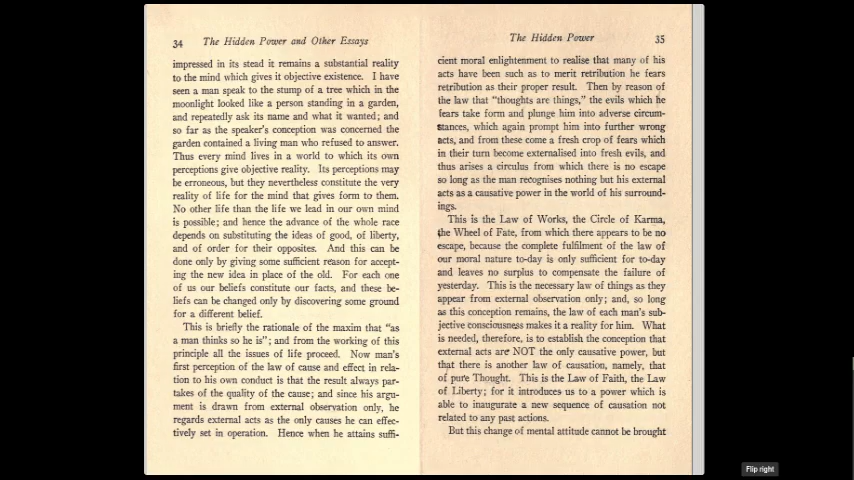 34 The Hidden Power and Other Essays
impressed in its stead it remains a substantial reality
to the mind which gives it objective existence. I have
seen a man speak to the stump of a tree which in the
moonlight looked like a person standing in a garden,
and repeatedly ask its name and what it wanted; and
so far as the speaker's conception was concerned the
garden contained a living man who refused to answer.
Thus every mind lives in a world to which its own
perceptions give objective reality. Its perceptions may
be erroneous, but they nevertheless constitute the very
reality of life for the mind that gives form to them.
No other life than the life we lead in our own mind
is possible; and hence the advance of the whole race
depends on substituting the ideas of good, of liberty,
and of order for their opposites. And this can be
done only by giving some sufficient reason for accept-
ing the new idea in place of the old. For each one
of us our beliefs constitute our facts, and these be-
liefs can be changed only by discovering some ground
for a different belief.
This is briefly the rationale of the maxim that "as
a man thinks so he is"; and from the working of this
principle all the issues of life proceed. Now man's
first perception of the law of cause and effect in rela-
tion to his own conduct is that the result always par-
takes of the quality of the cause; and since his argu-
ment is drawn from external observation only, he
regards external acts as the only causes he can effec-
tively set in operation. Hence when he attains suffi-
The Hidden Power 35
cient moral enlightenment to realise that many of his
acts have been such as to merit retribution he fears
retribution as their proper result. Then by reason of
the law that "thoughts are things," the evils which he
fears take form and plunge him into adverse circum-
stances, which again prompt him into further wrong
acts, and from these come a fresh crop of fears which
in their turn become externalised into fresh evils, and
thus arises a circulus from which there is no escape
so long as the man recognises nothing but his external
acts as a causative power in the world of his surround-
ings.
This is the Law of Works, the Circle of Karma,
the Wheel of Fate, from which there appears to be no
escape, because the complete fulfilment of the law of
our moral nature to-day is only sufficient for to-day
and leaves no surplus to compensate the failure of
yesterday. This is the necessary law of things as they
appear from external observation only; and, so long
as this conception remains, the law of each man's sub-
jective consciousness makes it a reality for him. What
is needed, therefore, is to establish the conception that
external acts are NOT the only causative power, but
that there is another law of causation, namely, that
of pure Thought. This is the Law of Faith, the Law
of Liberty; for it introduces us to a power which is
able to inaugurate a new sequence of causation not
related to any past actions.
But this change of mental attitude cannot be brought
Flip right